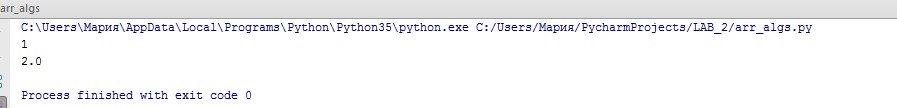 arr_algs
C:\Users\Мария\AppData\Local\Programs\Python\Python35\python.exe C:/Users/Мария/PycharmProjects/LAB_2/arr_algs.py
1
2.0
Process finished with exit code 0